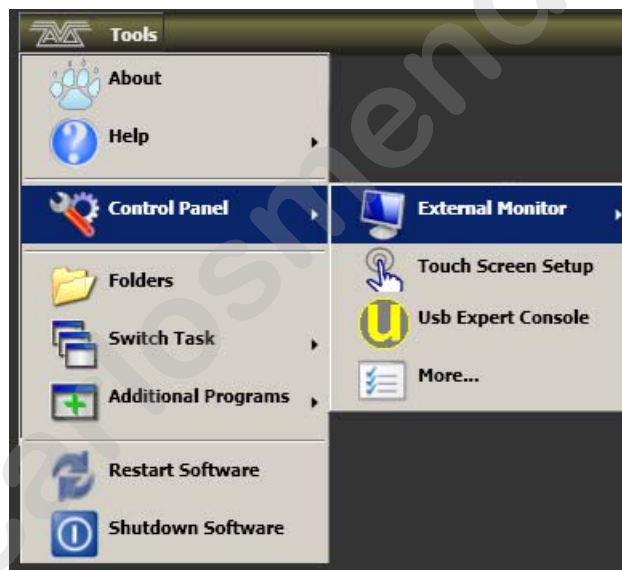 Tools
About
Help
Control Panel
External Monitor
Touch Screen Setup
Usb Expert Console
More...
Folders
Switch Task
Additional Programs
Restart Software
Shutdown Software
carlosmend